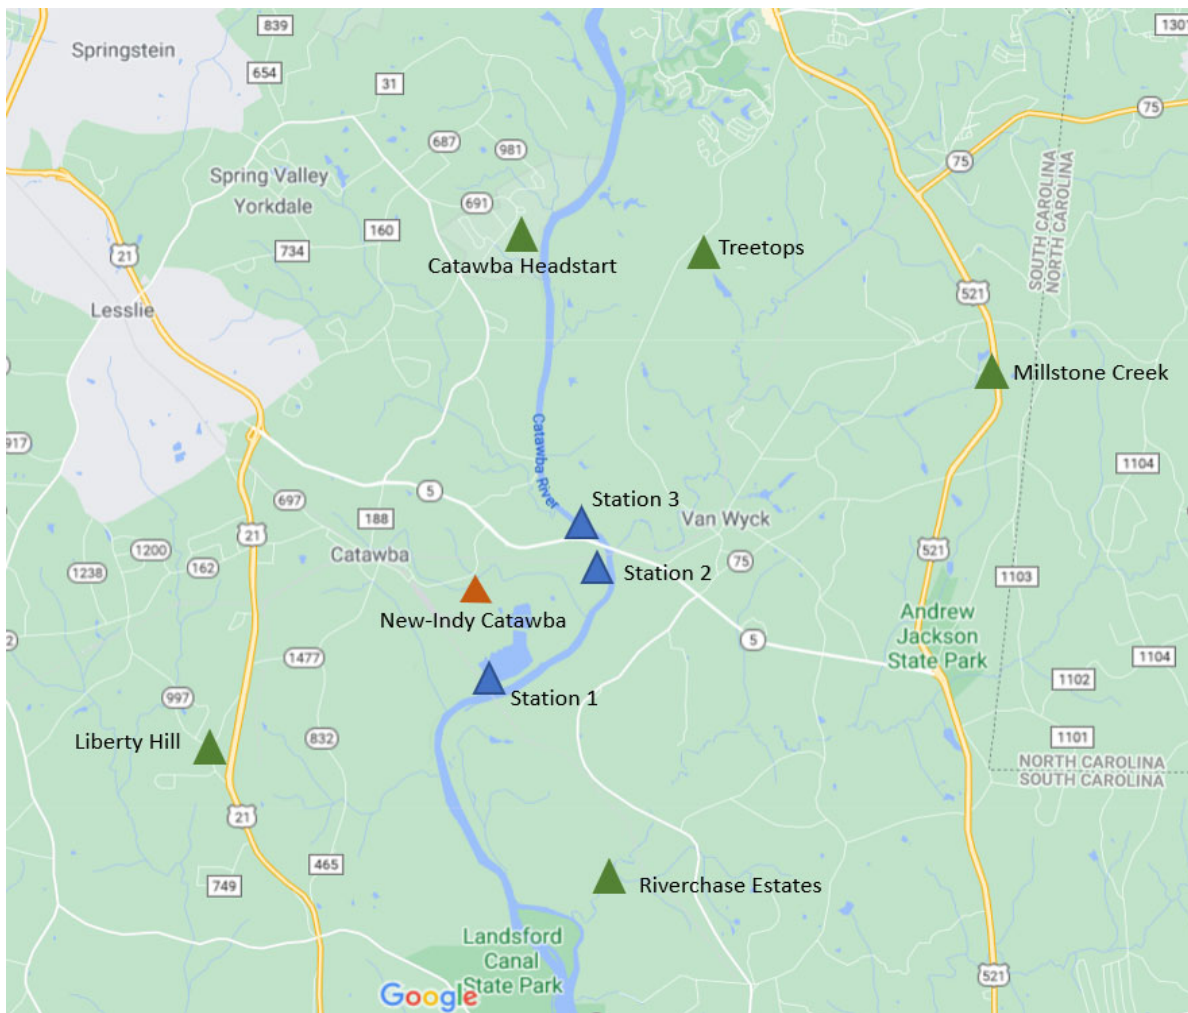 839
1301
Springstein
654
31
75
687
981
75
Spring Valley
Yorkdale
691
SOUTH CAROLINA
NORTH CAROLINA
160
734
21
Catawba Headstart
Treetops
521
Lesslie
Millstone Creek
Catawba River
917
1104
5
697
Station 3
188
Van Wyck
21
1200
Catawba
521
162
75
1238
Station 2
1103
New-Indy Catawba
Andrew
Jackson
State Park
2
5
1477
1104
1102
997
Station 1
Liberty Hill
832
1101
NORTH CAROLINA
SOUTH CAROLINA
21
465
749
Riverchase Estates
Landsford
Canal
State Park
521
Google